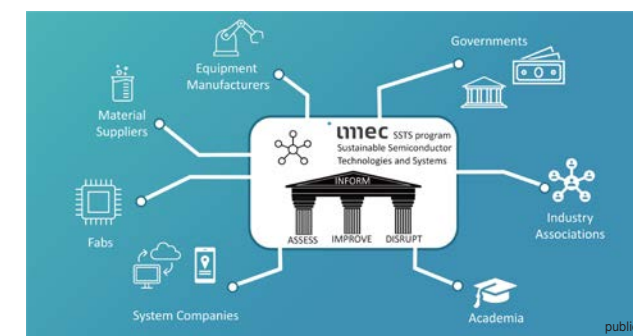 Governments
Equipment
Manufacturers
Material
Suppliers
imec SSTS program
Sustainable Semiconductor
Technologies and Systems
INFORM
ASSESS IMPROVE DISRUPT
Fabs
Industry
Associations
System Companies
Academia
public